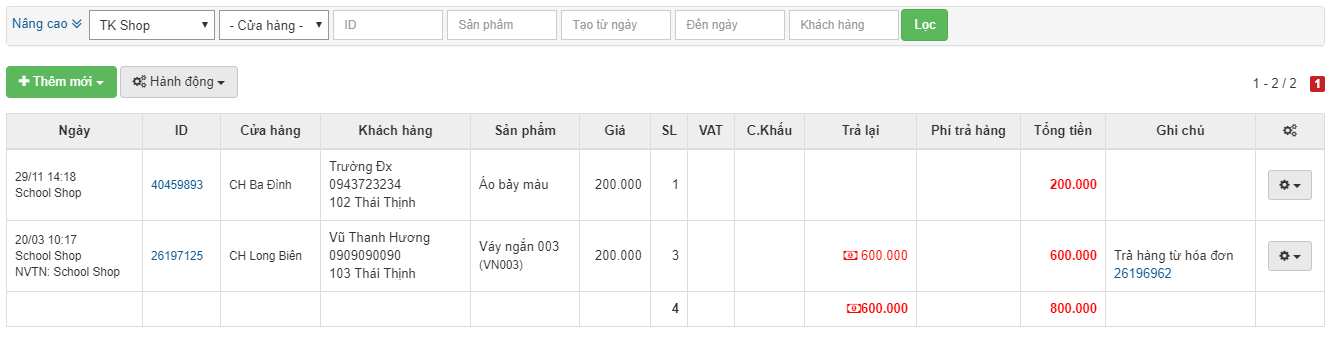 Nâng cao TK Shop - Cửa hàng - ID Sản phẩm Tạo từ ngày Đến ngày Khách hàng Lọc
Thêm mới Hành động 1 - 2 / 2 1
Ngày ID Cửa hàng Khách hàng Sản phẩm Giá SL VAT C.Khấu Trả lại Phí trả hàng Tổng tiền Ghi chú
29/11 14:18
School Shop
40459893
CH Ba Đình
Trường Đx
0943723234
102 Thái Thịnh
Áo bảy màu
200.000
1
200.000
20/03 10:17
School Shop
NVTN: School Shop
26197125
CH Long Biên
Vũ Thanh Hương
0909090090
103 Thái Thịnh
Váy ngắn 003
(VN003)
200.000
3
600.000
600.000
Trả hàng từ hóa đơn
26196962
4 600.000 800.000